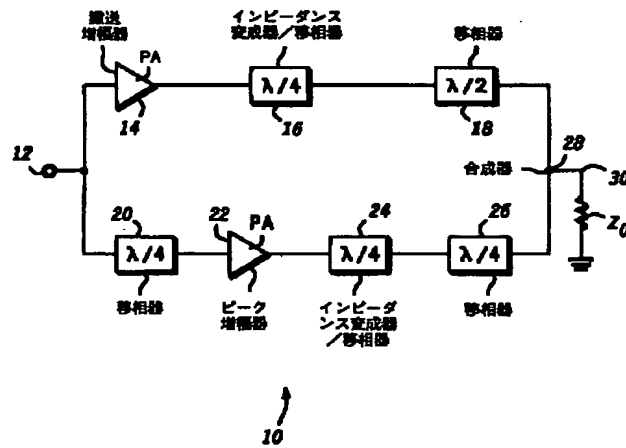 搬送
増幅器
PA
14
インピーダンス
変成器/移相器
λ/4
16
移相器
λ/2
18
12
合成器
28
30
Z0
20
λ/4
移相器
22
PA
ピーク
増幅器
24
λ/4
インピーダ
ンス変成器
/移相器
26
λ/4
移相器
10